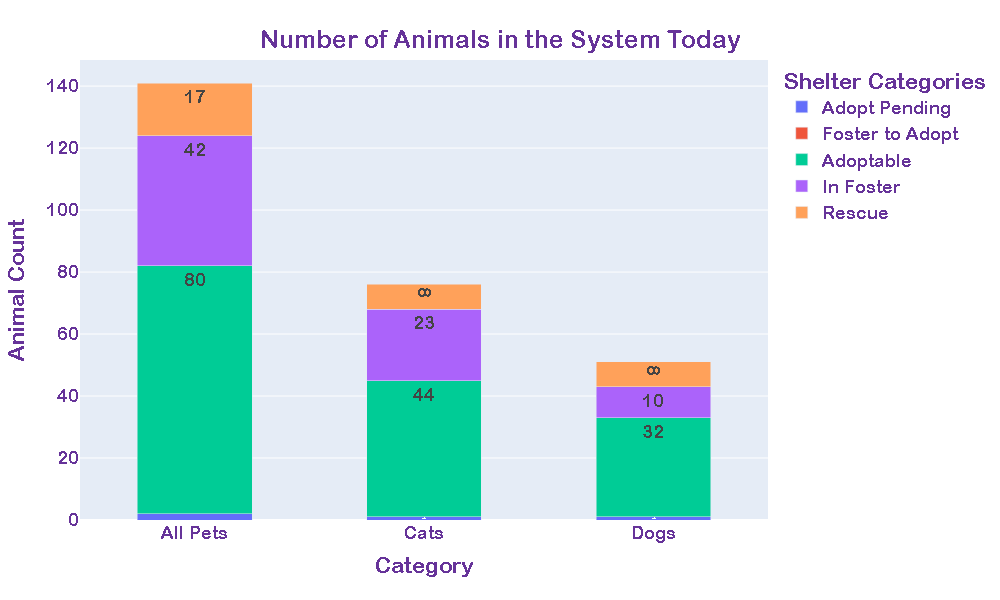 Number of Animals in the System Today
Animal Count
140
120
100
80
60
40
20
0
17
42
80
8
23
44
8
10
32
All Pets
Cats
Dogs
Category
Shelter Categories
Adopt Pending
Foster to Adopt
Adoptable
In Foster
Rescue